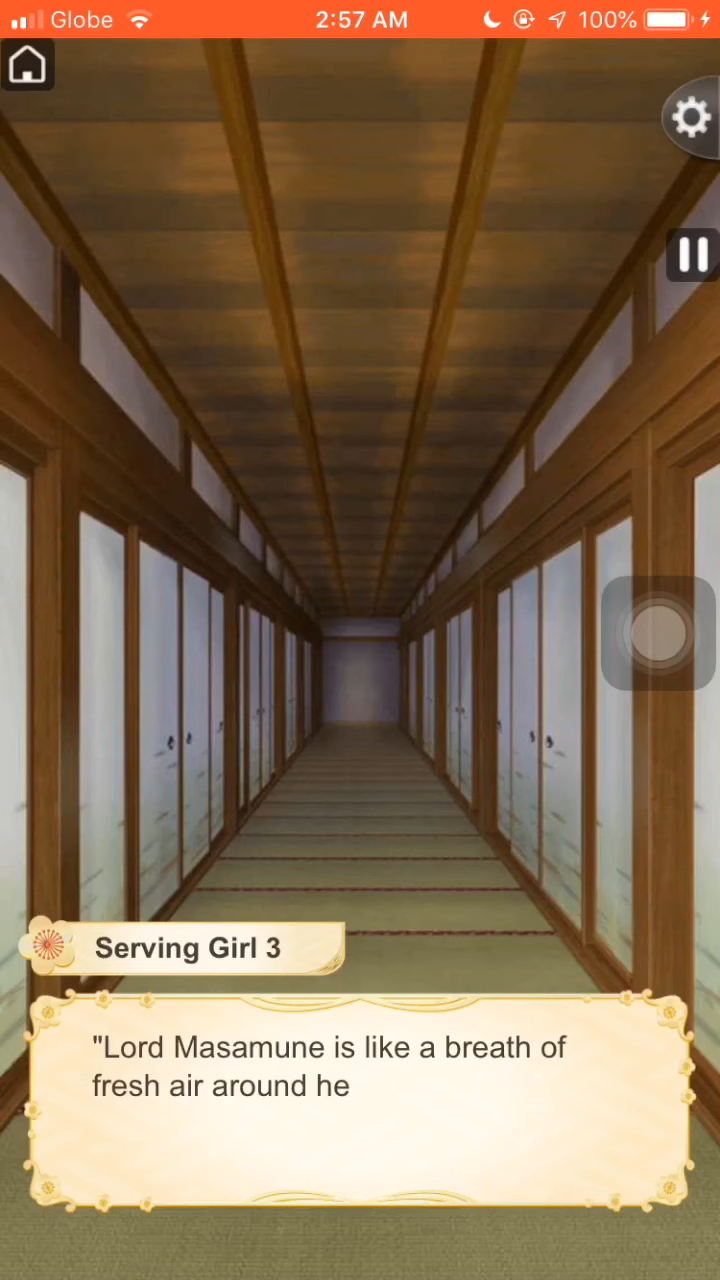 Globe
2:57 AM
100%
Serving Girl 3
"Lord Masamune is like a breath of
fresh air around he